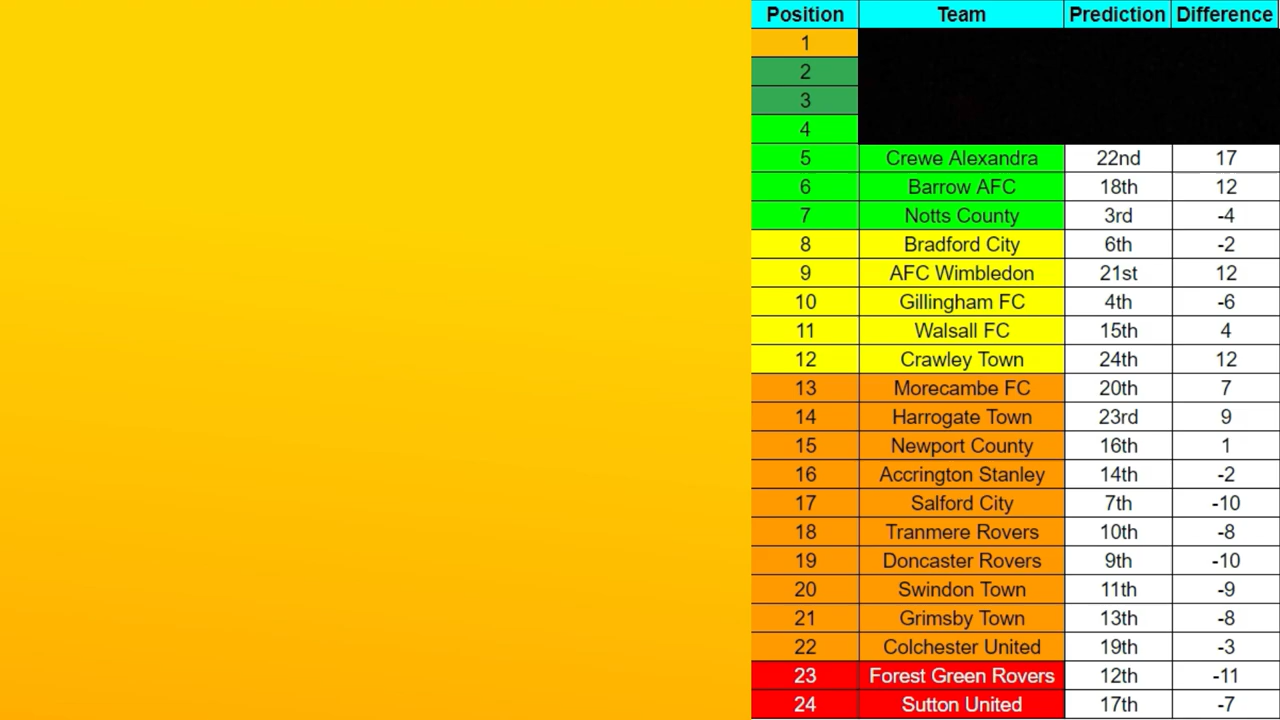 Position Team Prediction Difference
1
2
3
4
5 Crewe Alexandra 22nd 17
6 Barrow AFC 18th 12
7 Notts County 3rd -4
8 Bradford City 6th -2
9 AFC Wimbledon 21st 12
10 Gillingham FC 4th -6
11 Walsall FC 15th 4
12 Crawley Town 24th 12
13 Morecambe FC 20th 7
14 Harrogate Town 23rd 9
15 Newport County 16th 1
16 Accrington Stanley 14th -2
17 Salford City 7th -10
18 Tranmere Rovers 10th -8
19 Doncaster Rovers 9th -10
20 Swindon Town 11th -9
21 Grimsby Town 13th -8
22 Colchester United 19th -3
23 Forest Green Rovers 12th -11
24 Sutton United 17th -7